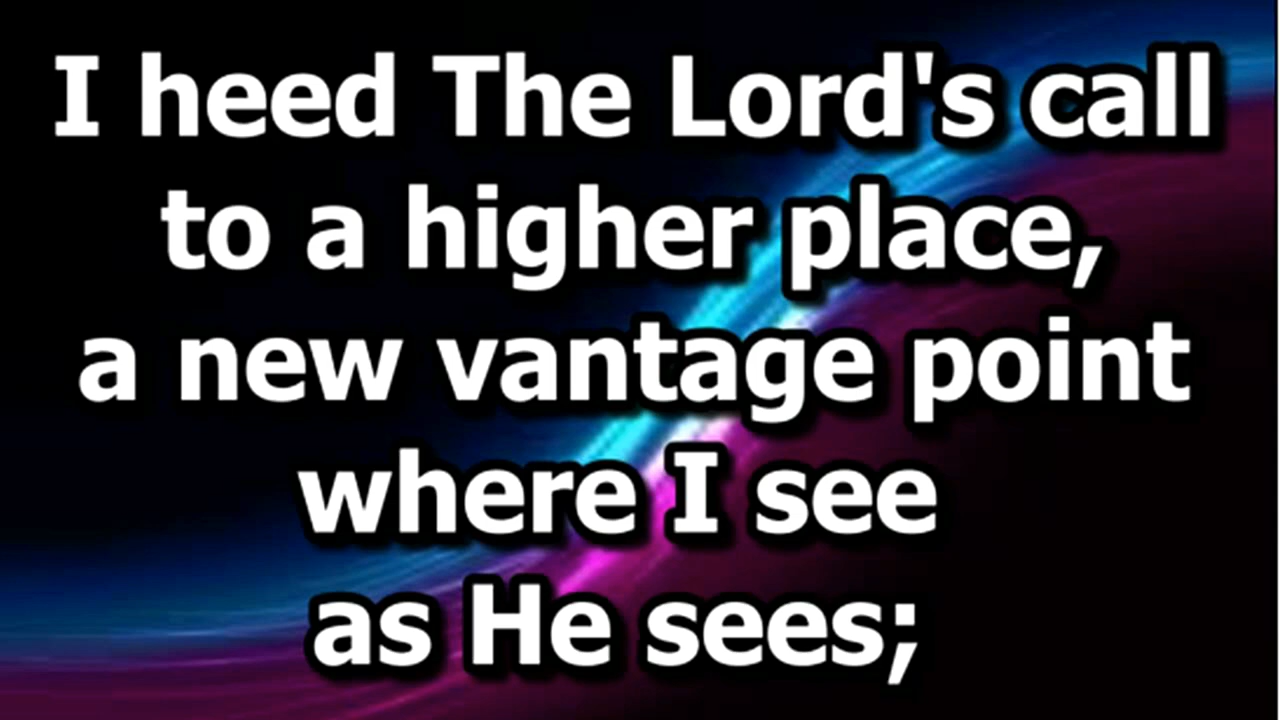 I heed The Lord's call
to a higher place,
a new vantage point
where I see
as He sees;